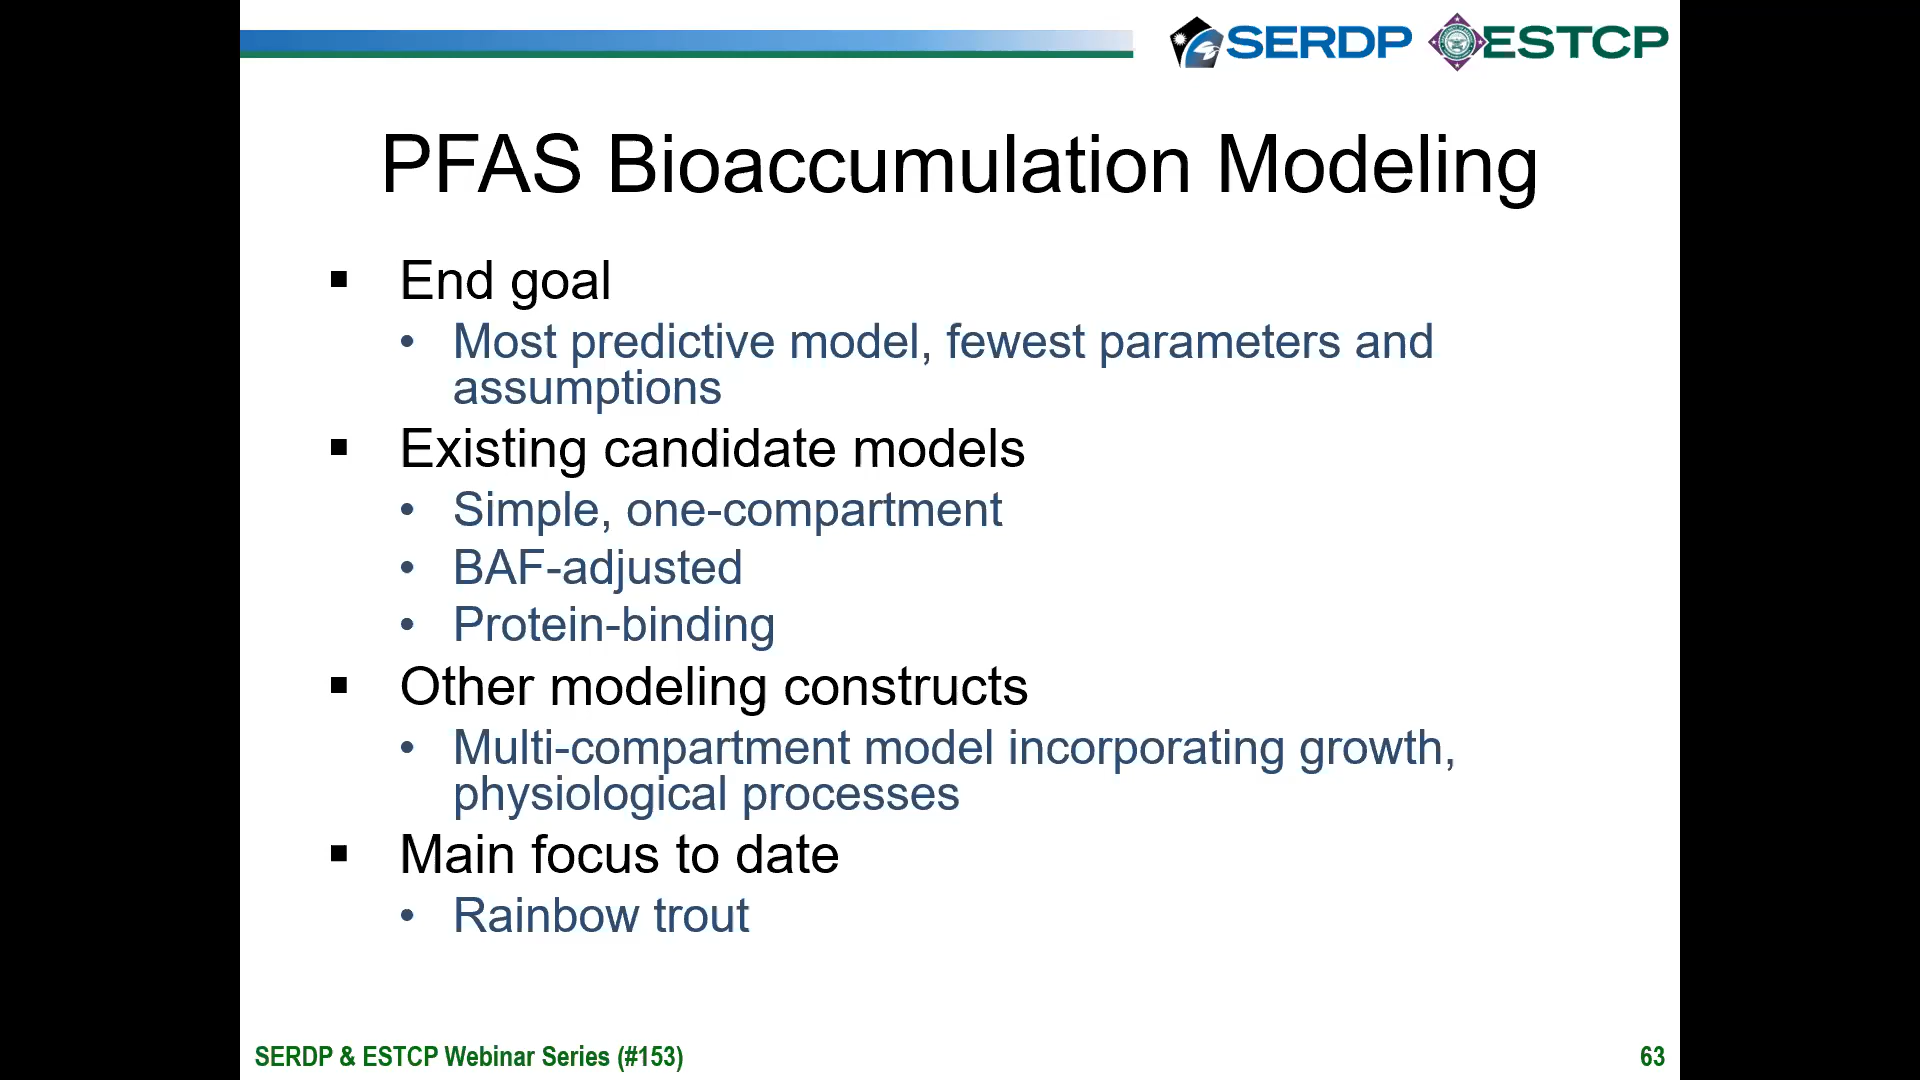 SERDP ESTCP
PFAS Bioaccumulation Modeling
▪ End goal
• Most predictive model, fewest parameters and
assumptions
▪ Existing candidate models
• Simple, one-compartment
• BAF-adjusted
• Protein-binding
▪ Other modeling constructs
• Multi-compartment model incorporating growth,
physiological processes
▪ Main focus to date
• Rainbow trout
SERDP & ESTCP Webinar Series (#153) 63